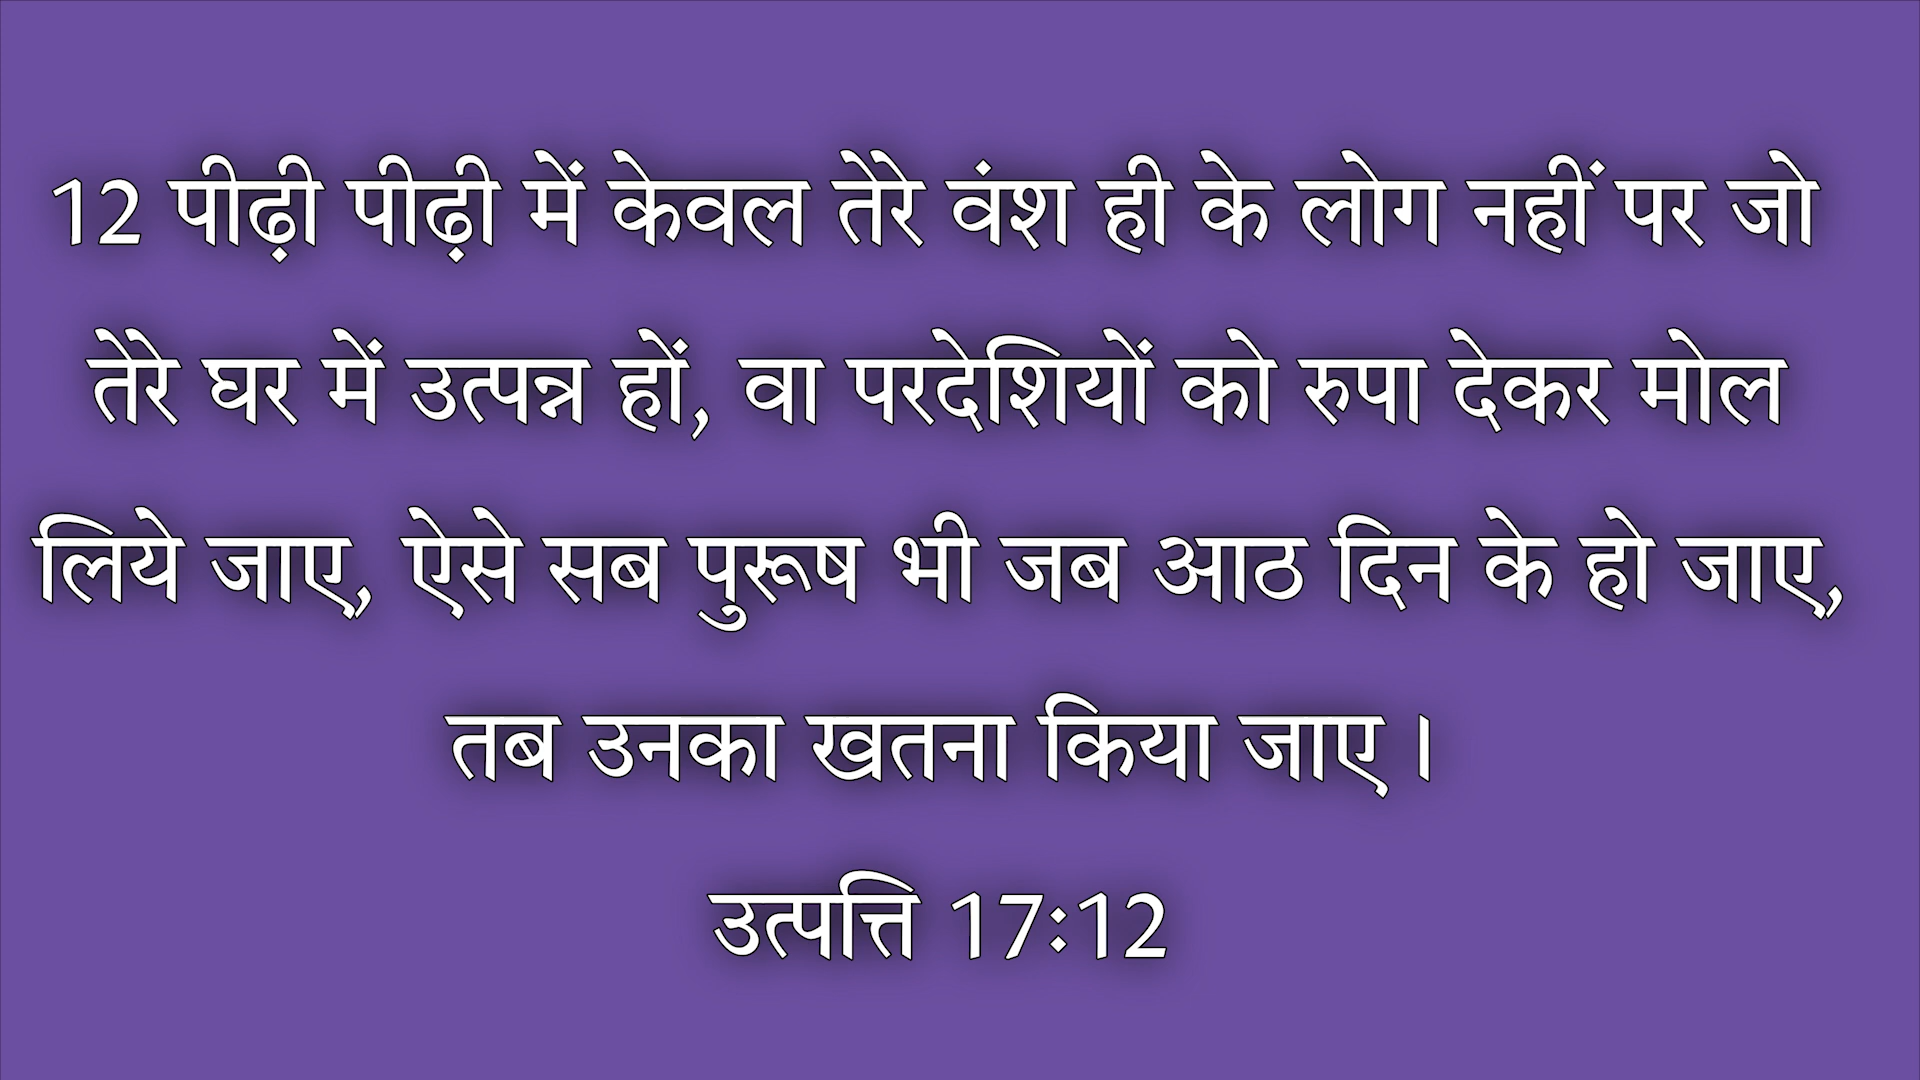 12 पीढ़ी पीढ़ी में केवल तेरे वंश ही के लोग नहीं पर जो
तेरे घर में उत्पन्न हों, वा परदेशियों को रुपा देकर मोल
लिये जाए, ऐसे सब पुरूष भी जब आठ दिन के हो जाए,
तब उनका खतना किया जाए।
उत्पत्ति 17:12